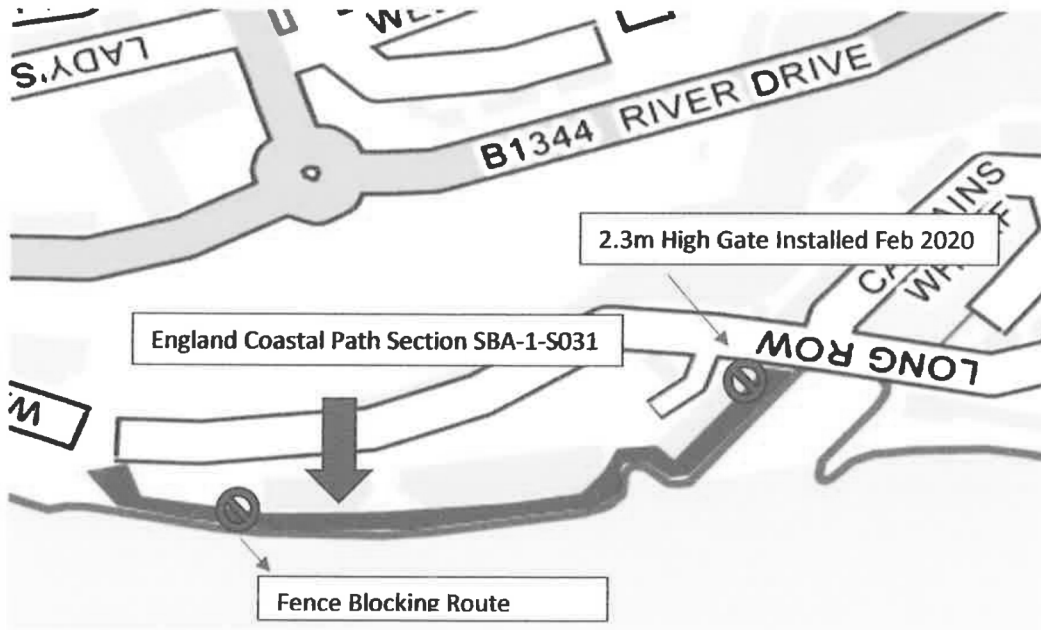 LADY'S
B1344 RIVER DRIVE
2.3m High Gate Installed Feb 2020
England Coastal Path Section SBA-1-S031
LONG ROW
Fence Blocking Route